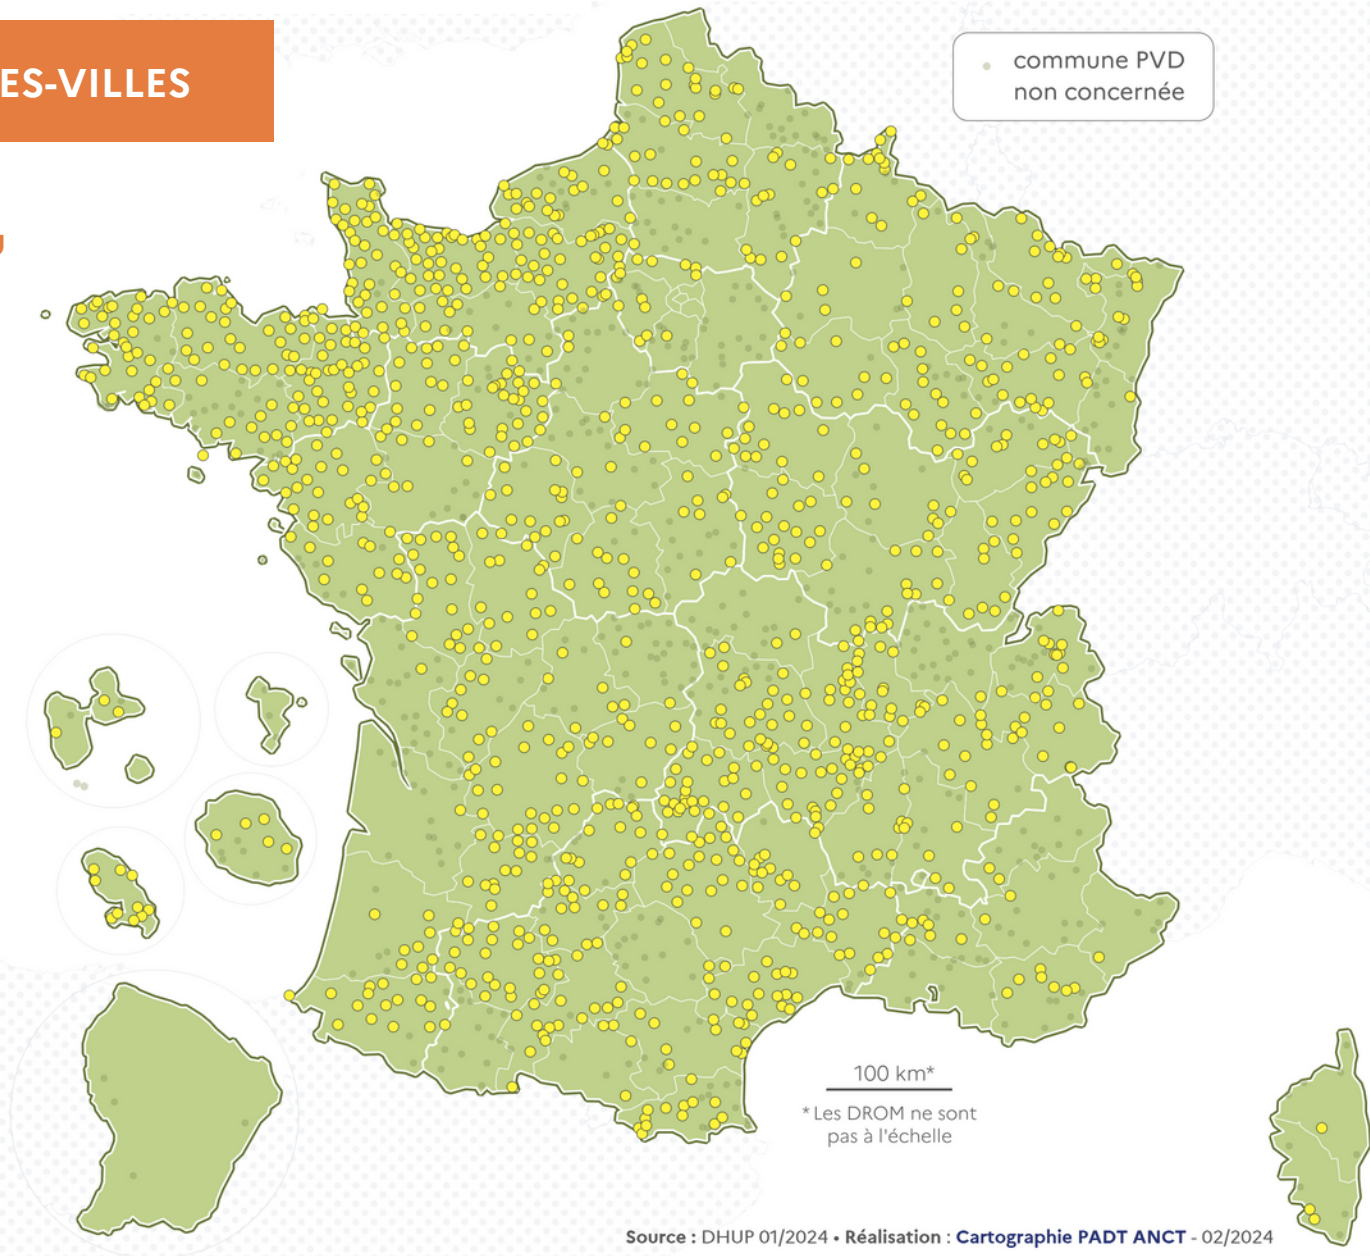 ES-VILLES
commune PVD
non concernée
100 km*
* Les DROM ne sont
pas à l'échelle
Source : DHUP 01/2024 • Réalisation : Cartographie PADT ANCT - 02/2024